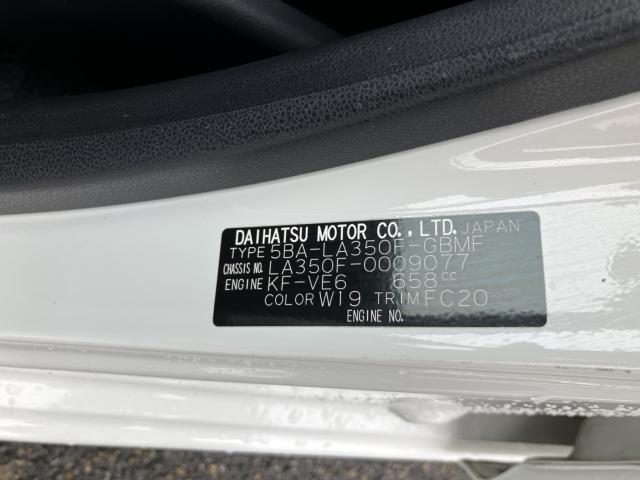 DAIHATSU MOTOR CO., LTD. JAPAN
TYPE 5BA-LA350F-GBMF
CHASSIS NO. LA350F-0009077
ENGINE KF-VE6 658cc
COLOR W19 TRIM FC20
ENGINE NO.